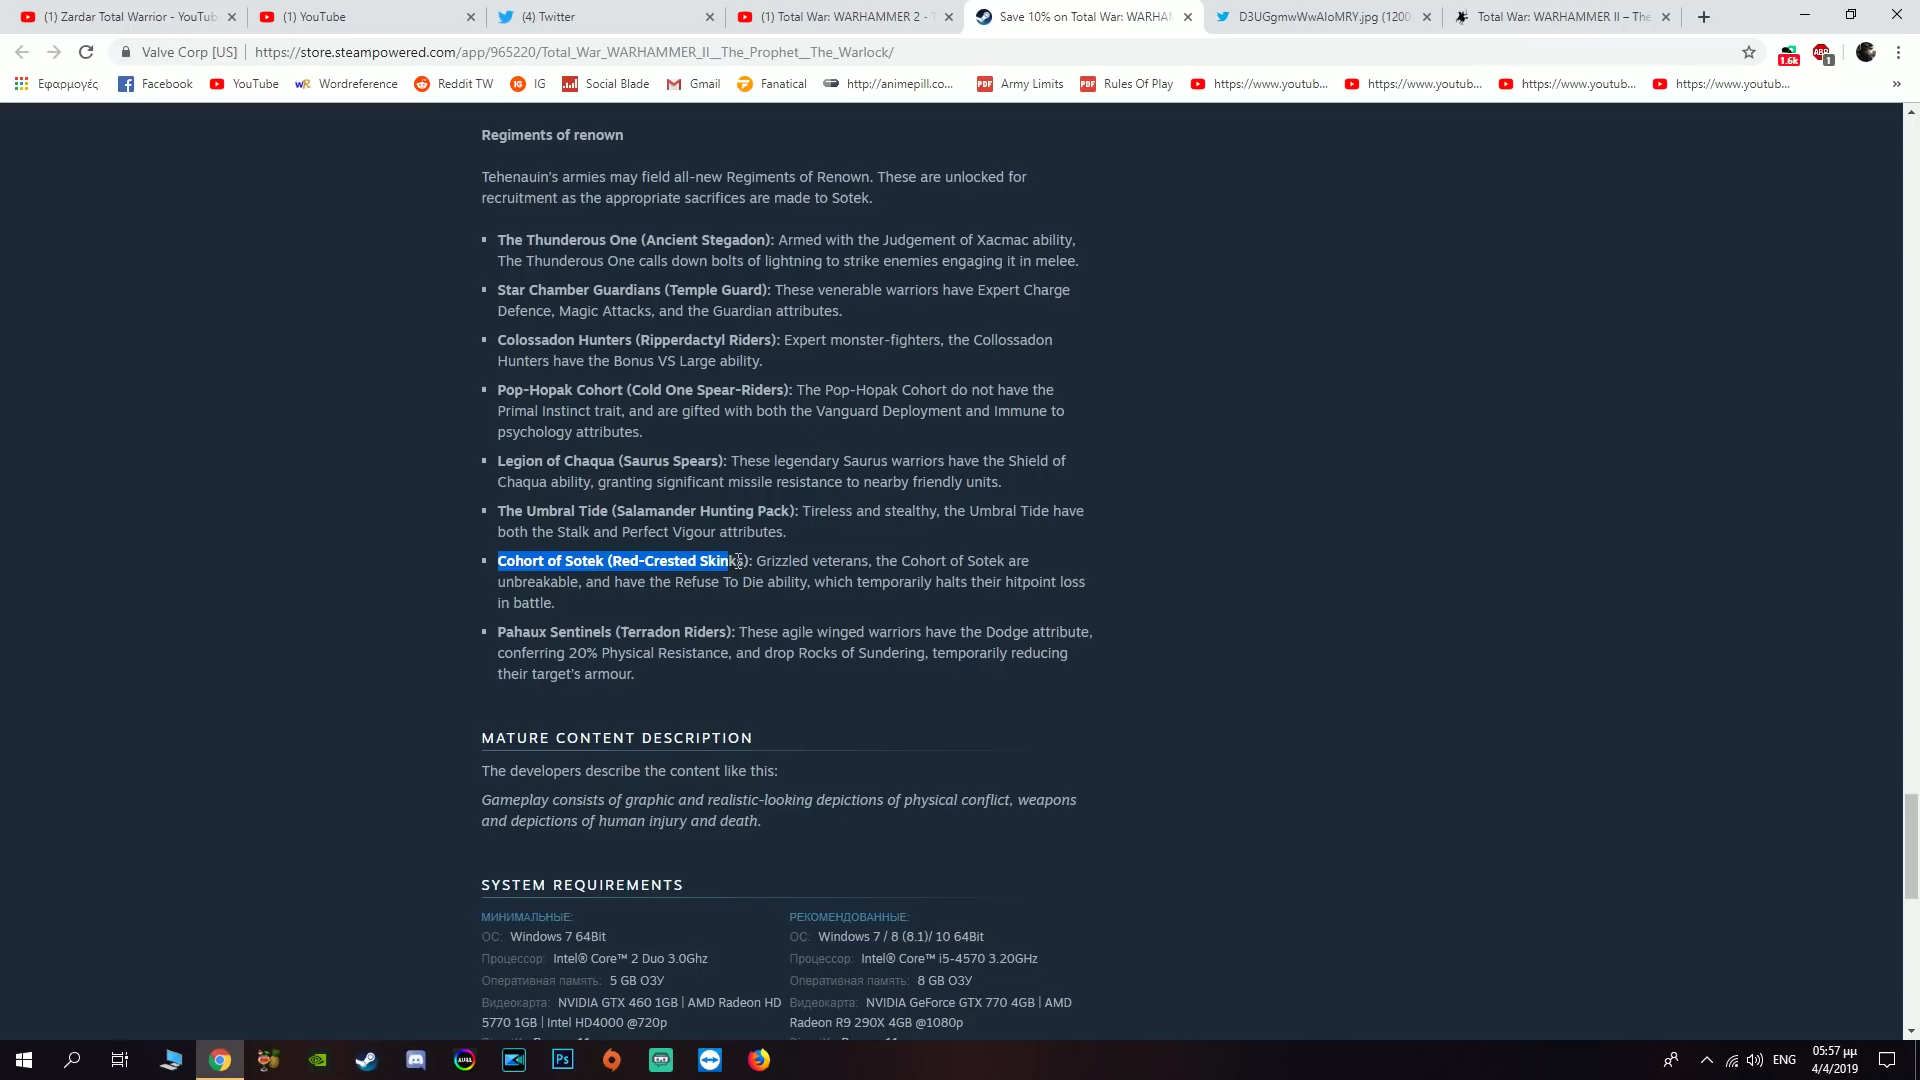 (1) Zardar Total Warrior - YouTub
(1) YouTube
(4) Twitter
(1) Total War: WARHAMMER 2 - T
Save 10% on Total War: WARHAM
D3UGgmwWwAIoMRY.jpg (1200
Total War: WARHAMMER II – The
Valve Corp [US]
https://store.steampowered.com/app/965220/Total_War_WARHAMMER_II__The_Prophet__The_Warlock/
1.6k
ABP
1
Εφαρμογές
Facebook
YouTube
Wordreference
Reddit TW
IG
Social Blade
Gmail
Fanatical
http://animepill.co...
Army Limits
Rules Of Play
https://www.youtub...
https://www.youtub...
https://www.youtub...
https://www.youtub...
»
Regiments of renown
Tehenauin's armies may field all-new Regiments of Renown. These are unlocked for
recruitment as the appropriate sacrifices are made to Sotek.
The Thunderous One (Ancient Stegadon): Armed with the Judgement of Xacmac ability,
The Thunderous One calls down bolts of lightning to strike enemies engaging it in melee.
Star Chamber Guardians (Temple Guard): These venerable warriors have Expert Charge
Defence, Magic Attacks, and the Guardian attributes.
Colossadon Hunters (Ripperdactyl Riders): Expert monster-fighters, the Collossadon
Hunters have the Bonus VS Large ability.
Pop-Hopak Cohort (Cold One Spear-Riders): The Pop-Hopak Cohort do not have the
Primal Instinct trait, and are gifted with both the Vanguard Deployment and Immune to
psychology attributes.
Legion of Chaqua (Saurus Spears): These legendary Saurus warriors have the Shield of
Chaqua ability, granting significant missile resistance to nearby friendly units.
The Umbral Tide (Salamander Hunting Pack): Tireless and stealthy, the Umbral Tide have
both the Stalk and Perfect Vigour attributes.
Cohort of Sotek (Red-Crested Skinks): Grizzled veterans, the Cohort of Sotek are
unbreakable, and have the Refuse To Die ability, which temporarily halts their hitpoint loss
in battle.
Pahaux Sentinels (Terradon Riders): These agile winged warriors have the Dodge attribute,
conferring 20% Physical Resistance, and drop Rocks of Sundering, temporarily reducing
their target's armour.
MATURE CONTENT DESCRIPTION
The developers describe the content like this:
Gameplay consists of graphic and realistic-looking depictions of physical conflict, weapons
and depictions of human injury and death.
SYSTEM REQUIREMENTS
МИНИМАЛЬНЫЕ:
ОС: Windows 7 64Bit
Процессор: Intel® Core™ 2 Duo 3.0Ghz
Оперативная память: 5 GB ОЗУ
Видеокарта: NVIDIA GTX 460 1GB | AMD Radeon HD
5770 1GB | Intel HD4000 @720p
РЕКОМЕНДОВАННЫЕ:
ОС: Windows 7 / 8 (8.1)/ 10 64Bit
Процессор: Intel® Core™ i5-4570 3.20GHz
Оперативная память: 8 GB ОЗУ
Видеокарта: NVIDIA GeForce GTX 770 4GB | AMD
Radeon R9 290X 4GB @1080p
AURA
Ps
ENG
05:57 πμ
4/4/2019